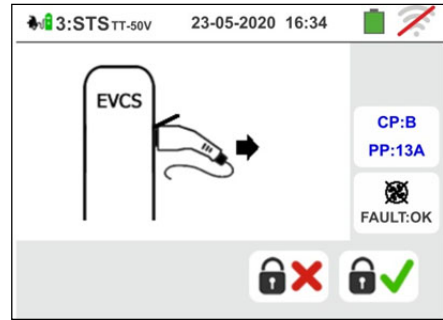 3:STS TT-50V 23-05-2020 16:34
EVCS
CP:B
PP:13A
FAULT:OK